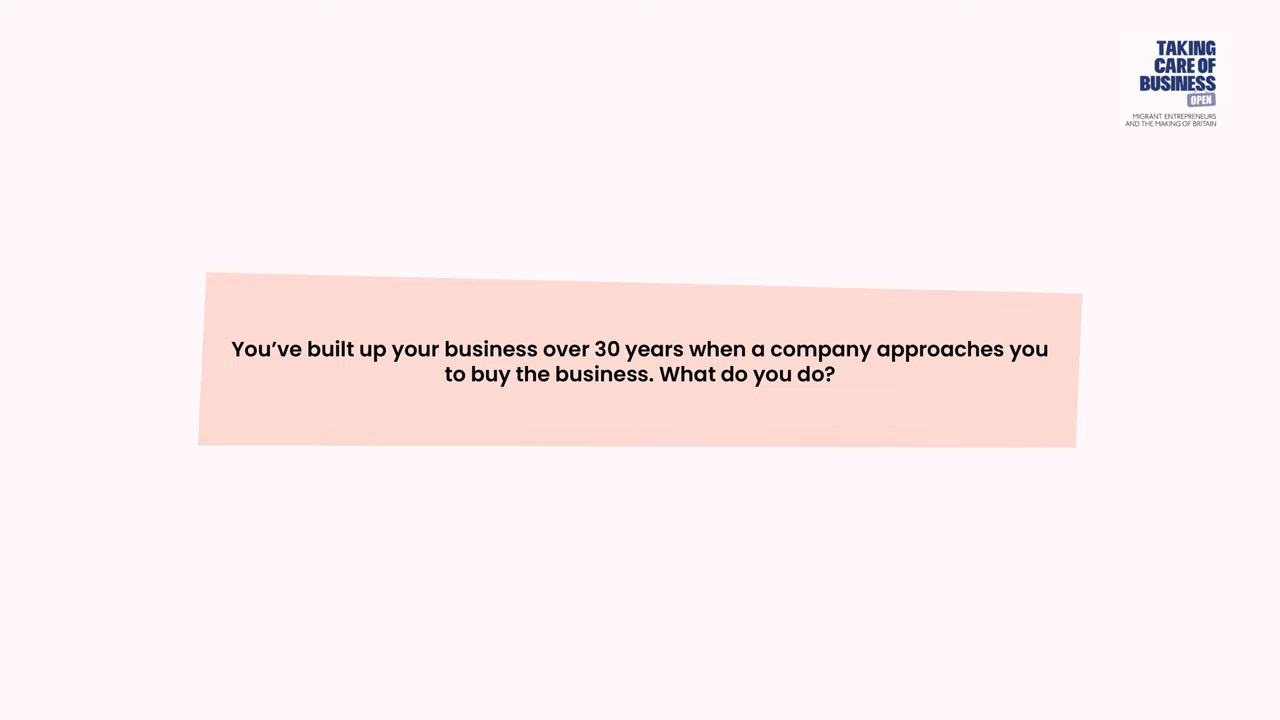 TAKING
CARE OF
BUSINESS
OPEN
MIGRANT ENTREPRENEURS
AND THE MAKING OF BRITAIN
You’ve built up your business over 30 years when a company approaches you
to buy the business. What do you do?